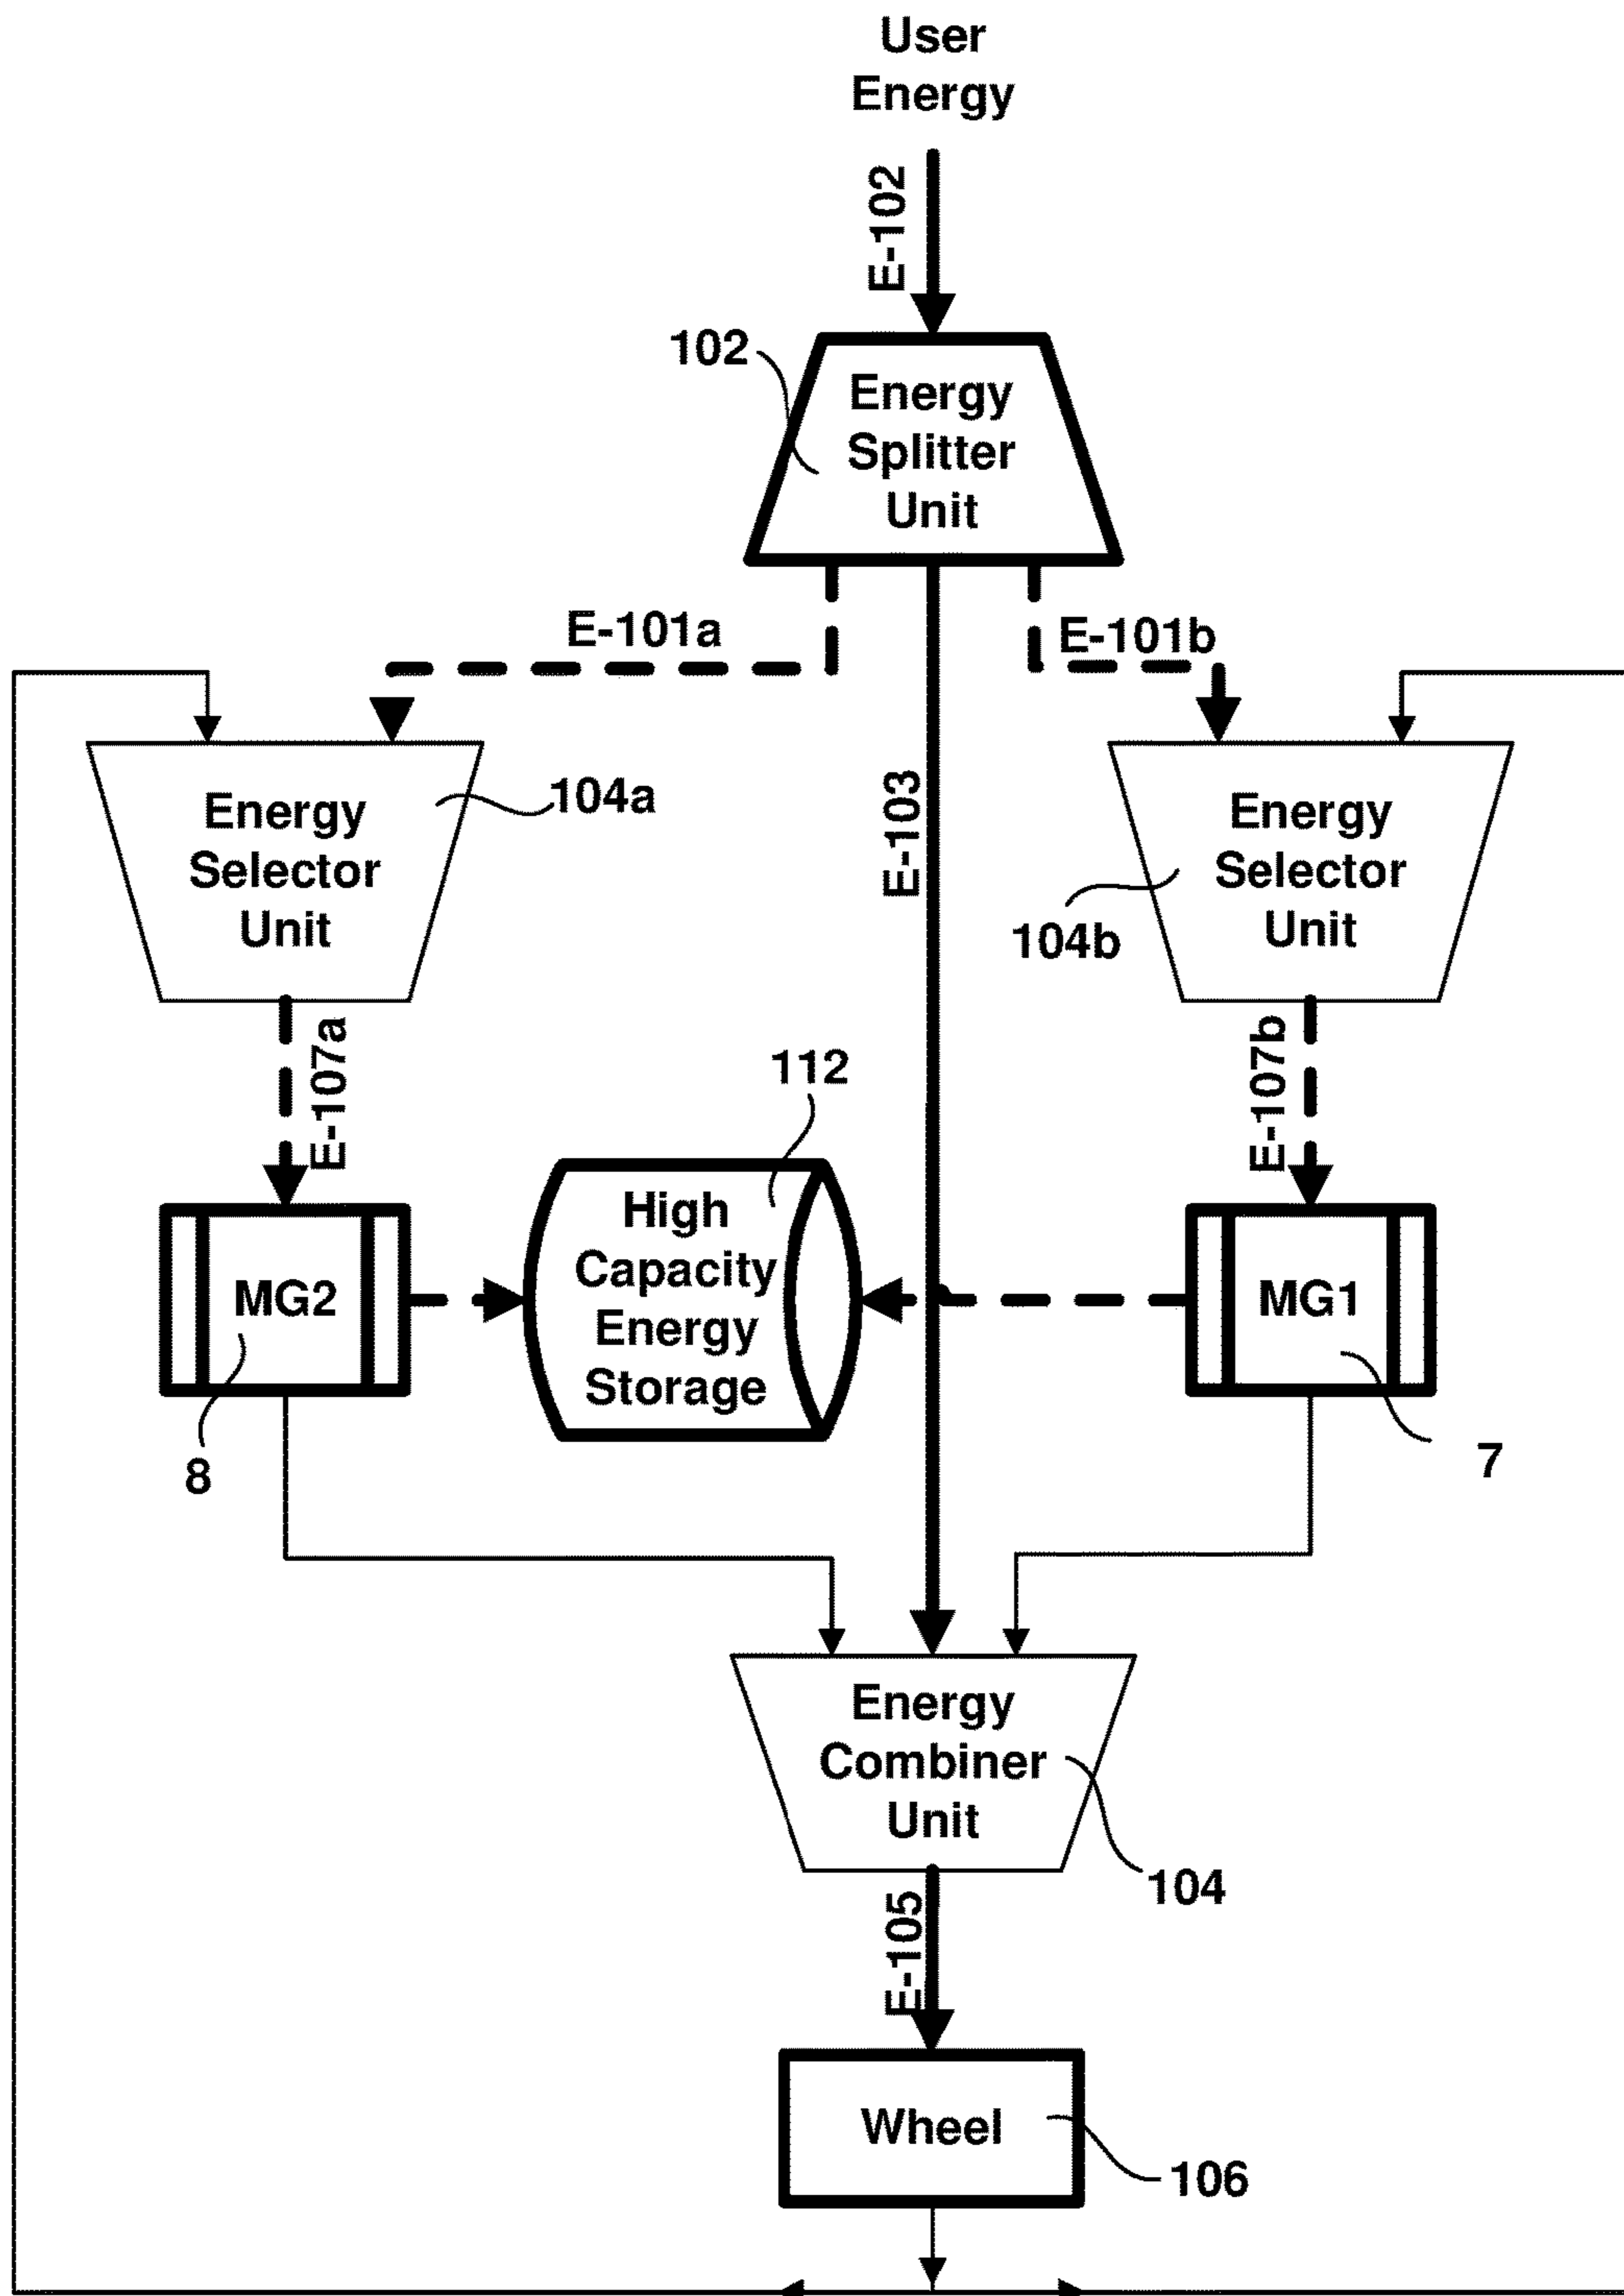 User
Energy
E-102
102
Energy
Splitter
Unit
E-101a
E-101b
E-103
Energy
Selector
Unit
104a
Energy
Selector
Unit
104b
E-107a
E-107b
112
High
Capacity
Energy
Storage
MG2
8
MG1
7
Energy
Combiner
Unit
104
E-105
Wheel
106